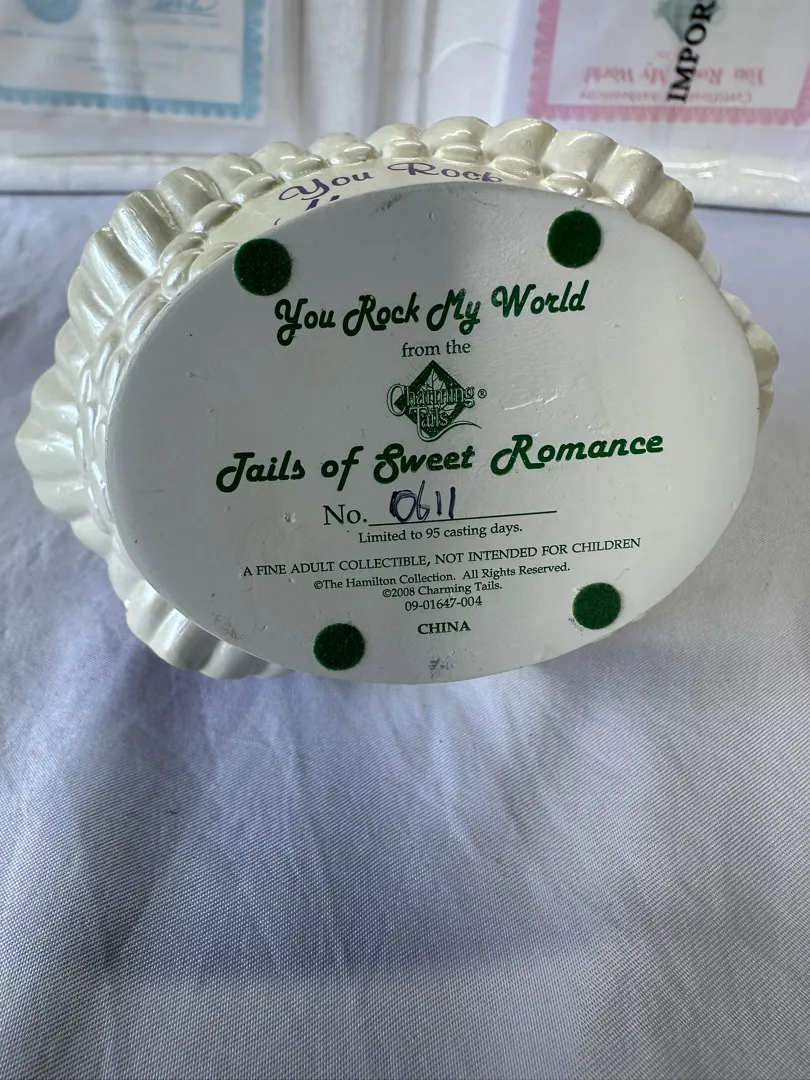 IMPOR
You Rock My World
You Rock
You Rock My World
from the
Charming Tails®
Tails of Sweet Romance
No. 0611
Limited to 95 casting days.
A FINE ADULT COLLECTIBLE, NOT INTENDED FOR CHILDREN
©The Hamilton Collection. All Rights Reserved.
©2008 Charming Tails.
09-01647-004
CHINA